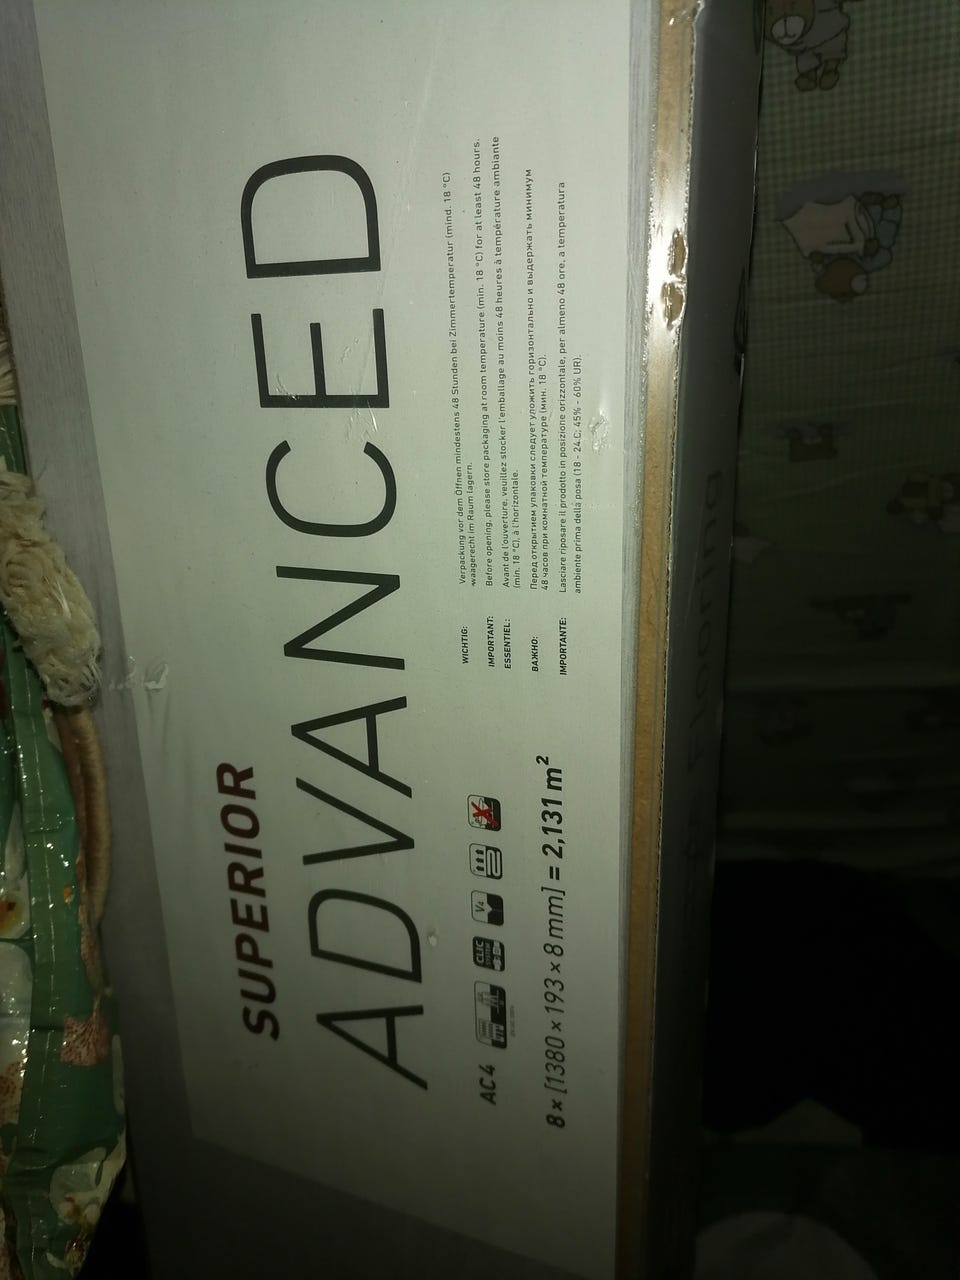 SUPERIOR
ADVANCED
AC4
CLIC
SYSTEM
V4
8 x [1380 x 193 x 8 mm] = 2,131 m²
WICHTIG: Verpackung vor dem Öffnen mindestens 48 Stunden bei Zimmertemperatur (mind. 18 °C)
waagerecht im Raum lagern.
IMPORTANT: Before opening, please store packaging at room temperature (min. 18 °C) for at least 48 hours.
ESSENTIEL: Avant de l'ouverture, veuillez stocker l'emballage au moins 48 heures à température ambiante
(min. 18 °C), à l'horizontale.
ВАЖНО: Перед открытием упаковки следует уложить горизонтально и выдержать минимум
48 часов при комнатной температуре (мин. 18 °C).
IMPORTANTE: Lasciare riposare il prodotto in posizione orizzontale, per almeno 48 ore, a temperatura
ambiente prima della posa (18 - 24.C; 45% - 60% UR).
Flooring